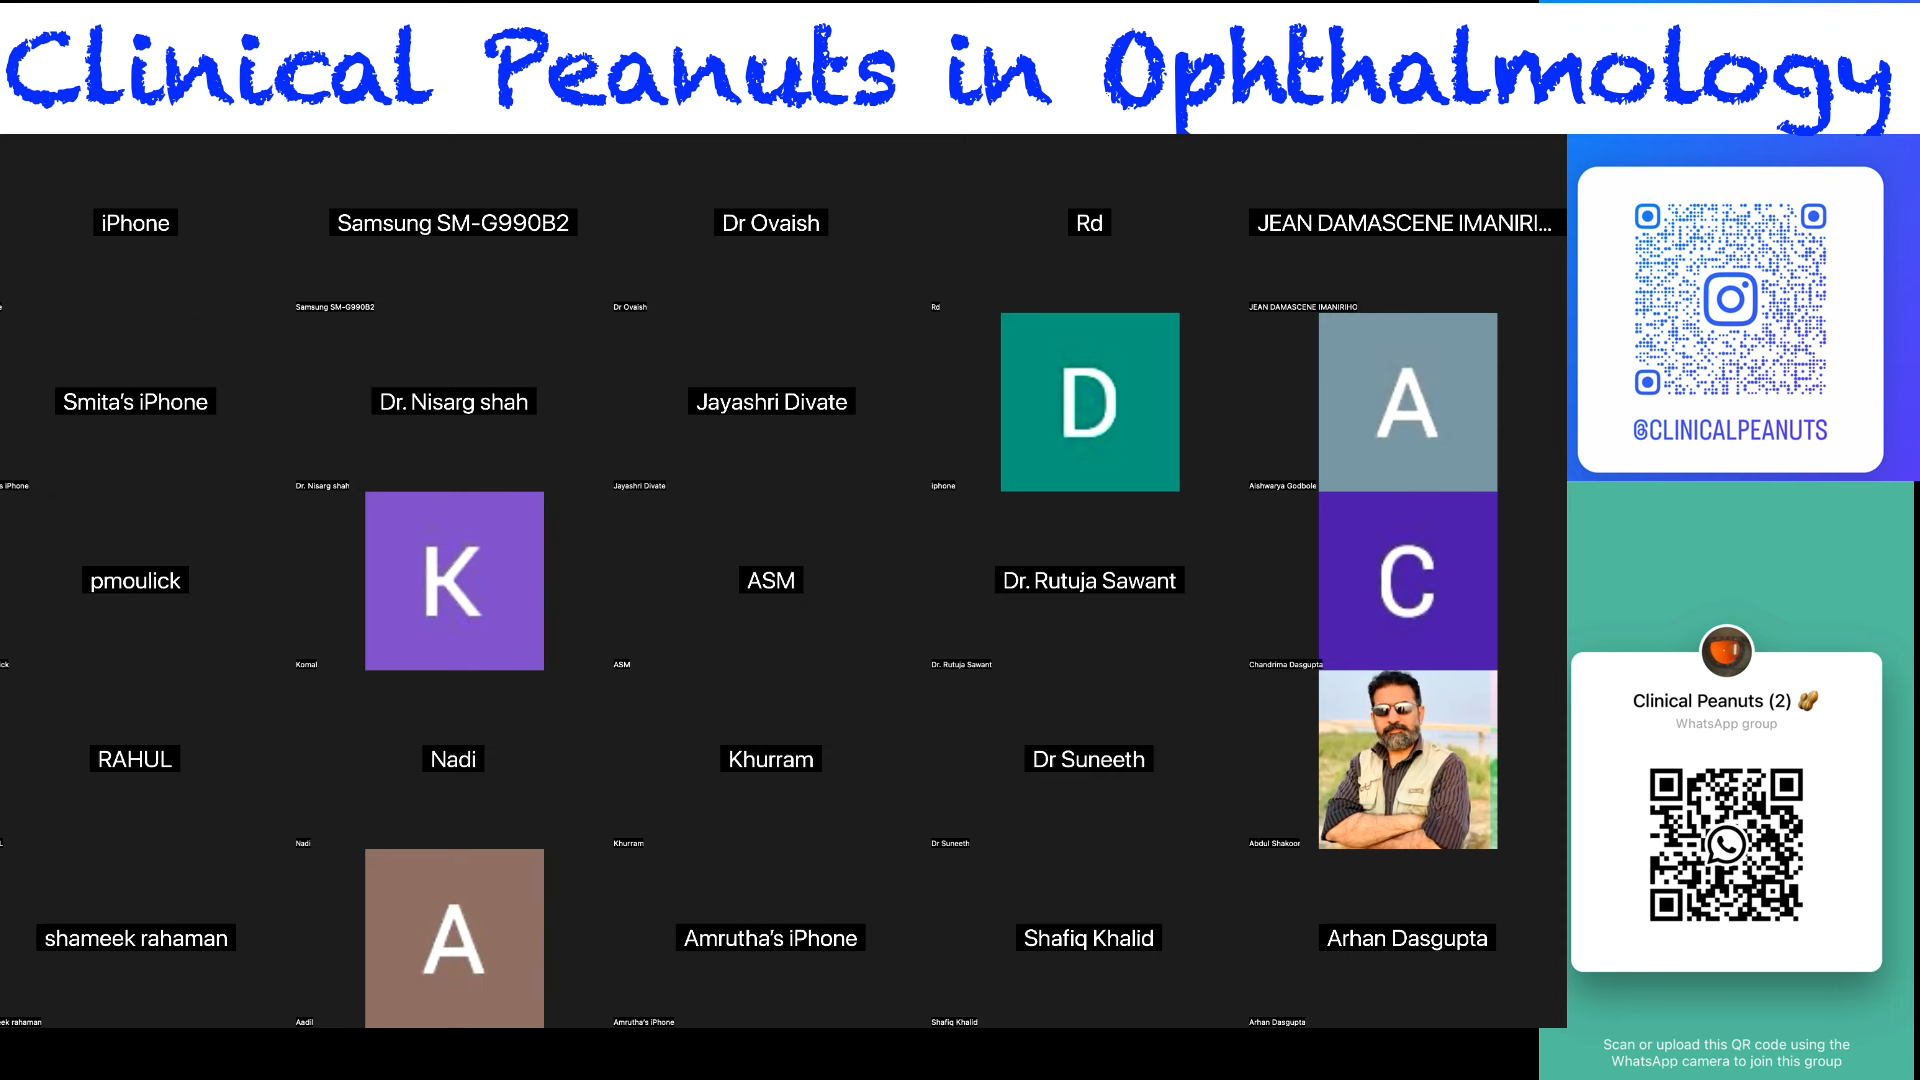 Clinical Peanuts in Ophthalmology
iPhone
Samsung SM-G990B2
Dr Ovaish
Rd
JEAN DAMASCENE IMANIRI...
Samsung SM-G990B2
Dr Ovaish
Rd
JEAN DAMASCENE IMANIRIHO
Smita's iPhone
Dr. Nisarg shah
Jayashri Divate
D
A
s iPhone
Dr. Nisarg shah
Jayashri Divate
iphone
Aishwarya Godbole
pmoulick
K
ASM
Dr. Rutuja Sawant
C
ck
Komal
ASM
Dr. Rutuja Sawant
Chandrima Dasgupta
RAHUL
Nadi
Khurram
Dr Suneeth
Nadi
Khurram
Dr Suneeth
Abdul Shakoor
shameek rahaman
A
Amrutha's iPhone
Shafiq Khalid
Arhan Dasgupta
ek rahaman
Aadil
Amrutha's iPhone
Shafiq Khalid
Arhan Dasgupta
@CLINICALPEANUTS
Clinical Peanuts (2) 🥜
WhatsApp group
Scan or upload this QR code using the
WhatsApp camera to join this group